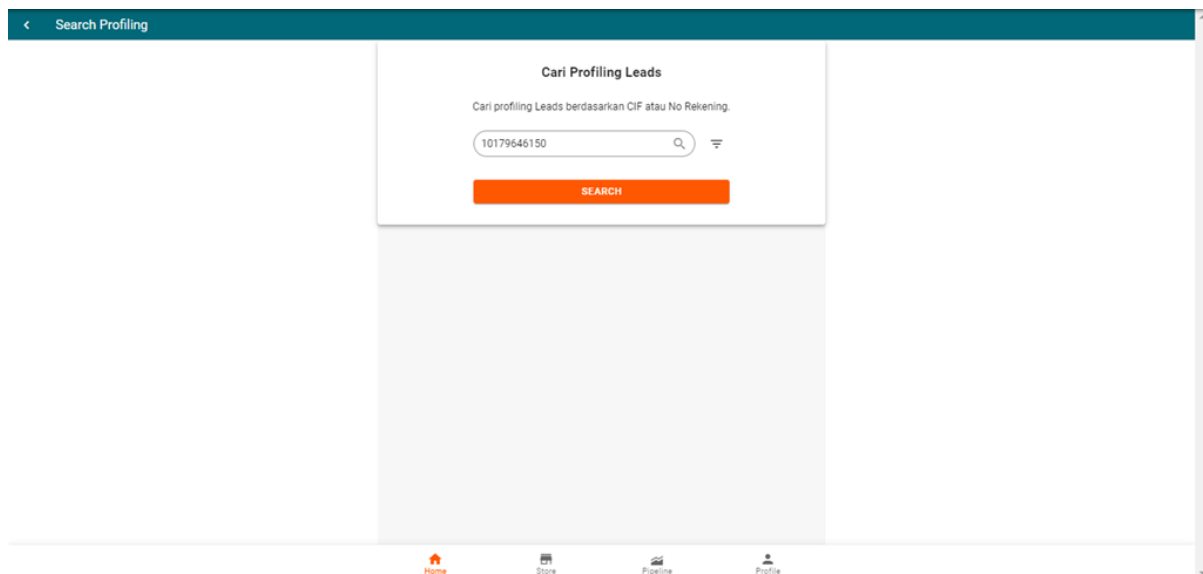 Search Profiling
Cari Profiling Leads
Cari profiling Leads berdasarkan CIF atau No Rekening.
10179646150
SEARCH
Home
Store
Pipeline
Profile